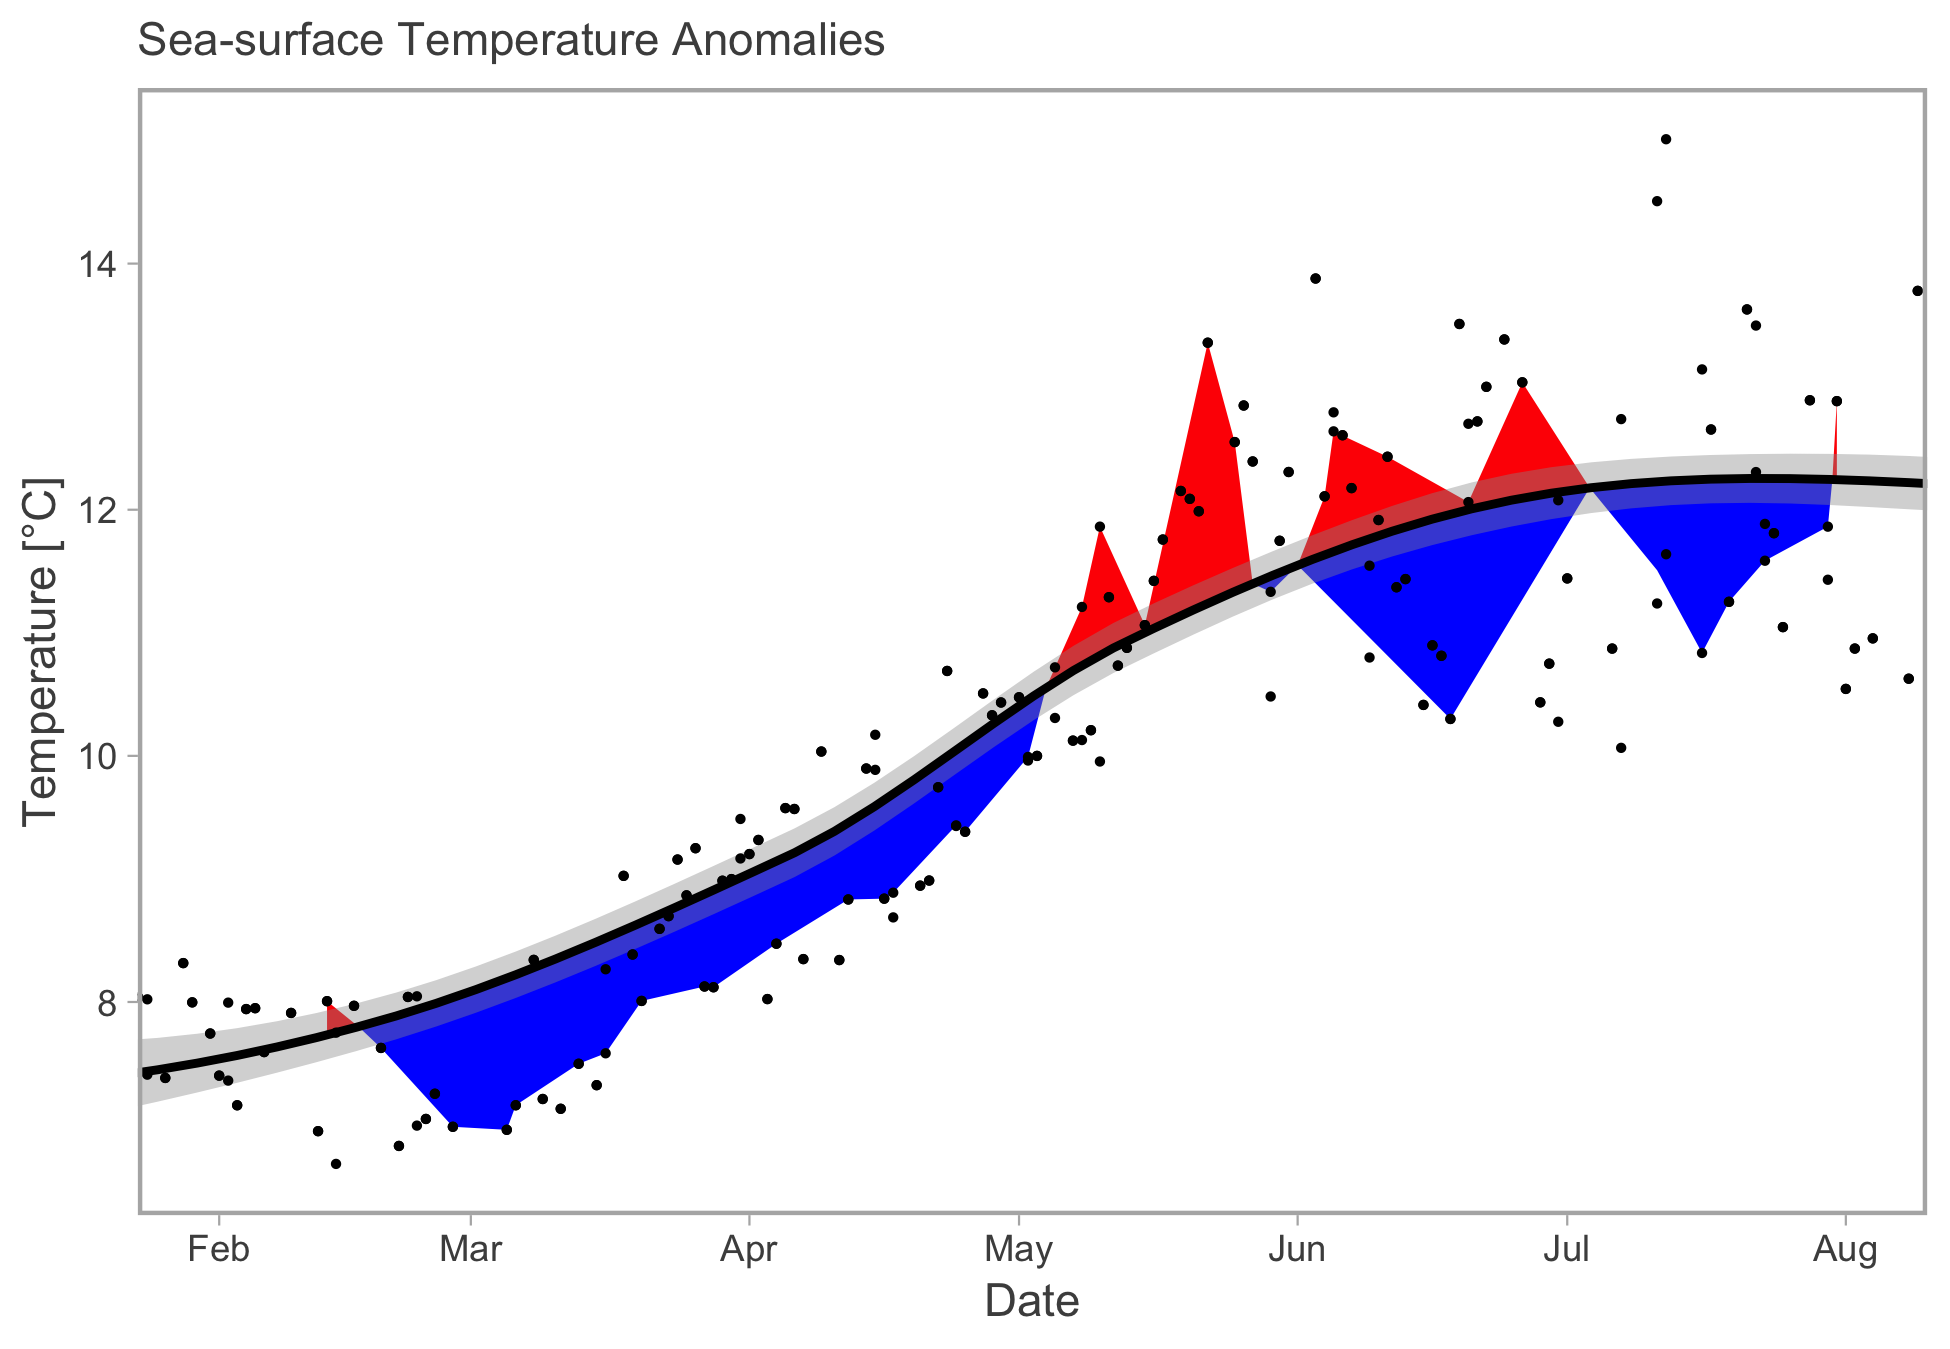 Sea-surface Temperature Anomalies
Temperature [°C]
14
12
10
8
Feb Mar Apr May Jun Jul Aug
Date